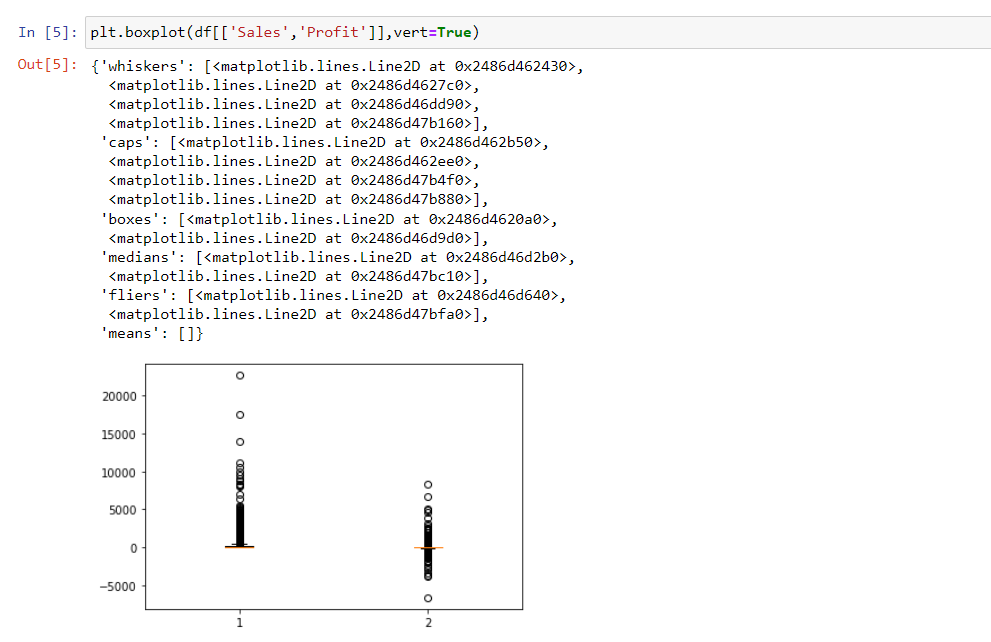 In [5]: plt.boxplot(df[['Sales','Profit']],vert=True)
Out[5]: {'whiskers': [<matplotlib.lines.Line2D at 0x2486d462430>,
<matplotlib.lines.Line2D at 0x2486d4627c0>,
<matplotlib.lines.Line2D at 0x2486d46dd90>,
<matplotlib.lines.Line2D at 0x2486d47b160>],
'caps': [<matplotlib.lines.Line2D at 0x2486d462b50>,
<matplotlib.lines.Line2D at 0x2486d462ee0>,
<matplotlib.lines.Line2D at 0x2486d47b4f0>,
<matplotlib.lines.Line2D at 0x2486d47b880>],
'boxes': [<matplotlib.lines.Line2D at 0x2486d4620a0>,
<matplotlib.lines.Line2D at 0x2486d46d9d0>],
'medians': [<matplotlib.lines.Line2D at 0x2486d46d2b0>,
<matplotlib.lines.Line2D at 0x2486d47bc10>],
'fliers': [<matplotlib.lines.Line2D at 0x2486d46d640>,
<matplotlib.lines.Line2D at 0x2486d47bfa0>],
'means': []}
20000
15000
10000
5000
0
−5000
1 2